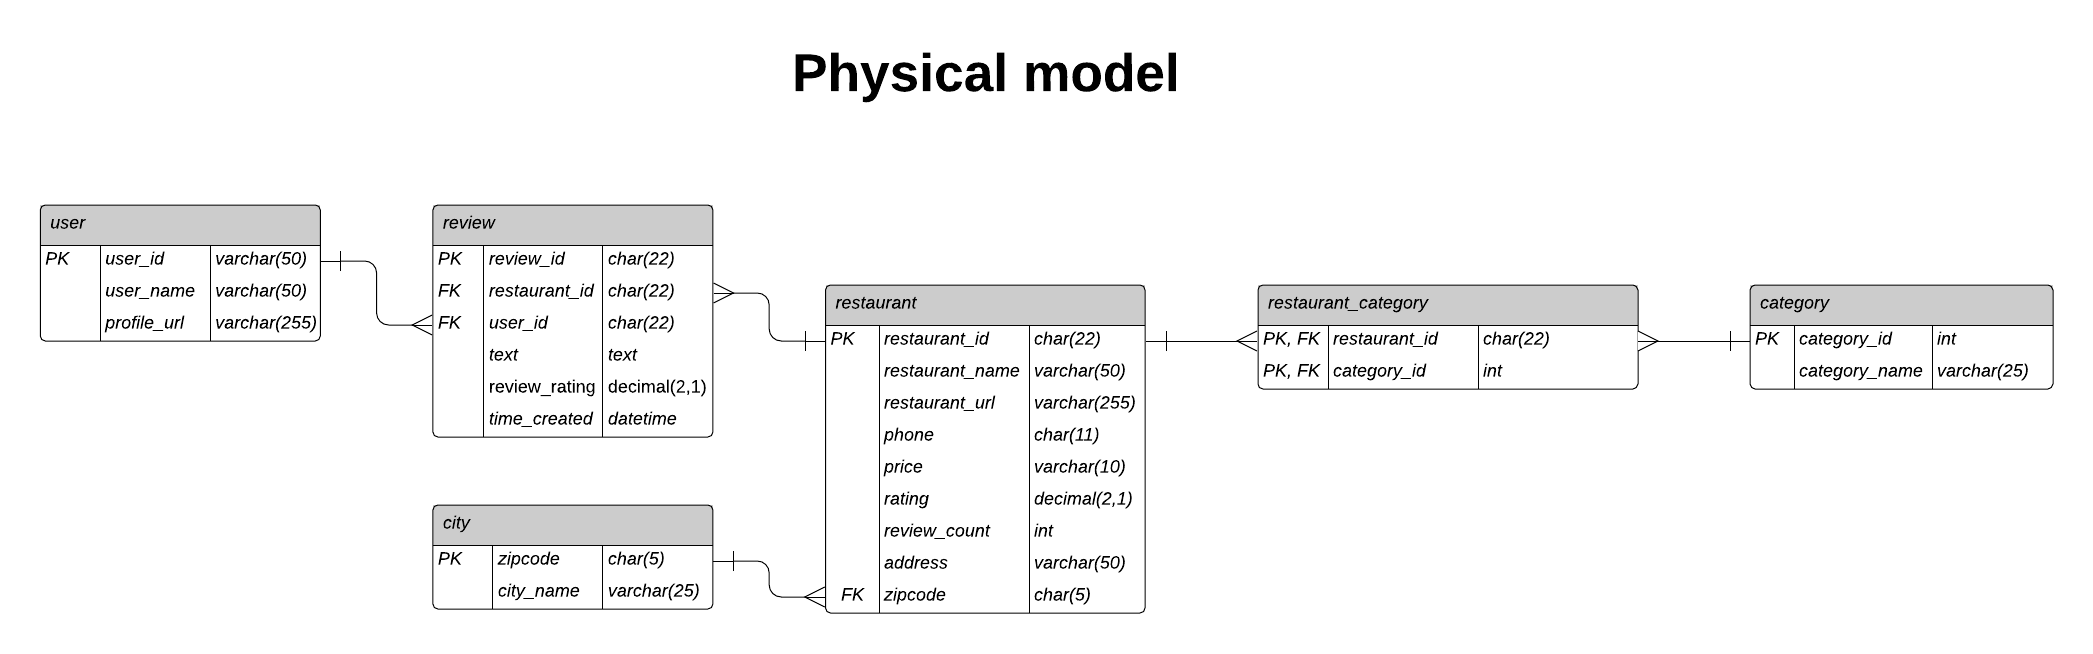 Physical model
user
PK user_id varchar(50)
user_name varchar(50)
profile_url varchar(255)
review
PK review_id char(22)
FK restaurant_id char(22)
FK user_id char(22)
text text
review_rating decimal(2,1)
time_created datetime
city
PK zipcode char(5)
city_name varchar(25)
restaurant
PK restaurant_id char(22)
restaurant_name varchar(50)
restaurant_url varchar(255)
phone char(11)
price varchar(10)
rating decimal(2,1)
review_count int
address varchar(50)
FK zipcode char(5)
restaurant_category
PK, FK restaurant_id char(22)
PK, FK category_id int
category
PK category_id int
category_name varchar(25)